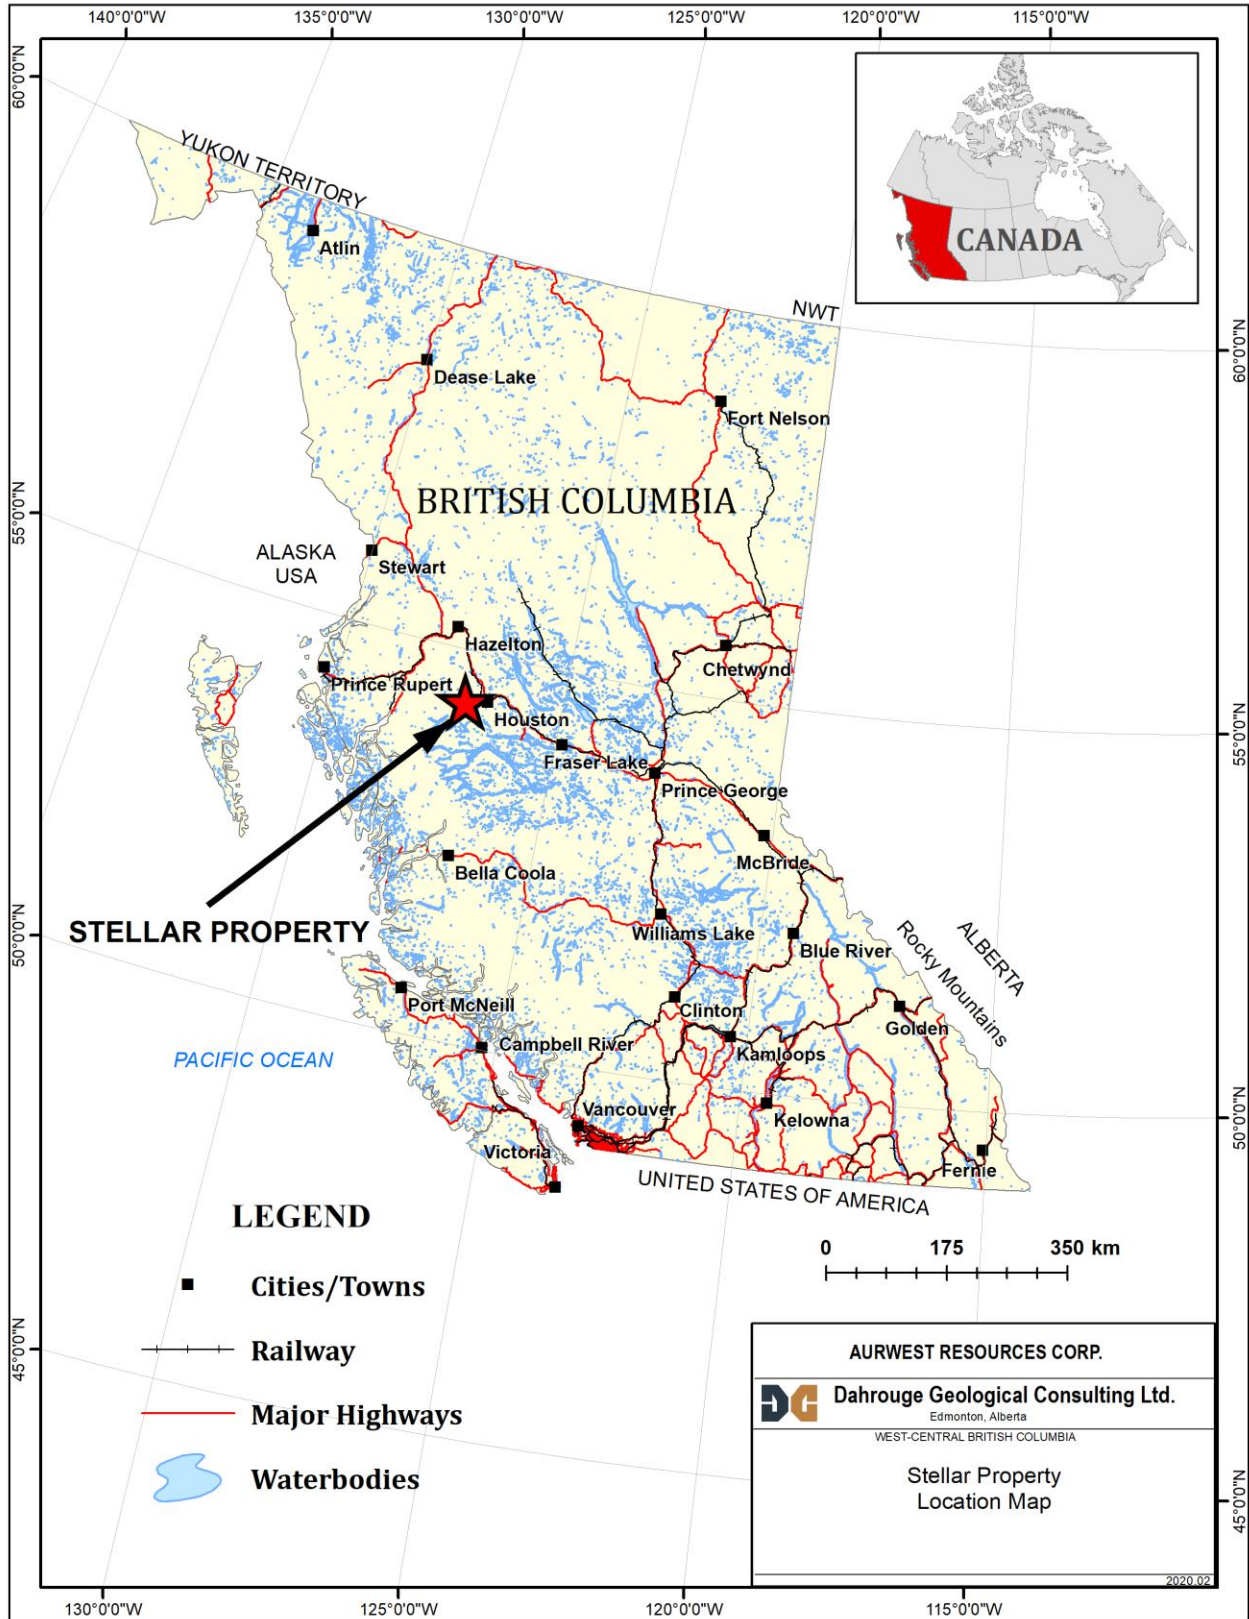 140°0'0"W
135°0'0"W
130°0'0"W
125°0'0"W
120°0'0"W
115°0'0"W
60°0'0"N
55°0'0"N
50°0'0"N
45°0'0"N
60°0'0"N
55°0'0"N
50°0'0"N
45°0'0"N
CANADA
YUKON TERRITORY
NWT
Atlin
Dease Lake
Fort Nelson
BRITISH COLUMBIA
ALASKA
USA
Stewart
Hazelton
Chetwynd
Prince Rupert
Houston
Fraser Lake
Prince George
McBride
Bella Coola
STELLAR PROPERTY
Williams Lake
Blue River
ALBERTA
Rocky Mountains
Port McNeill
Clinton
Golden
Campbell River
Kamloops
PACIFIC OCEAN
Vancouver
Kelowna
Victoria
Fernie
UNITED STATES OF AMERICA
LEGEND
Cities/Towns
Railway
Major Highways
Waterbodies
0 175 350 km
AURWEST RESOURCES CORP.
DG Dahrouge Geological Consulting Ltd.
Edmonton, Alberta
WEST-CENTRAL BRITISH COLUMBIA
Stellar Property
Location Map
2020.02
130°0'0"W
125°0'0"W
120°0'0"W
115°0'0"W